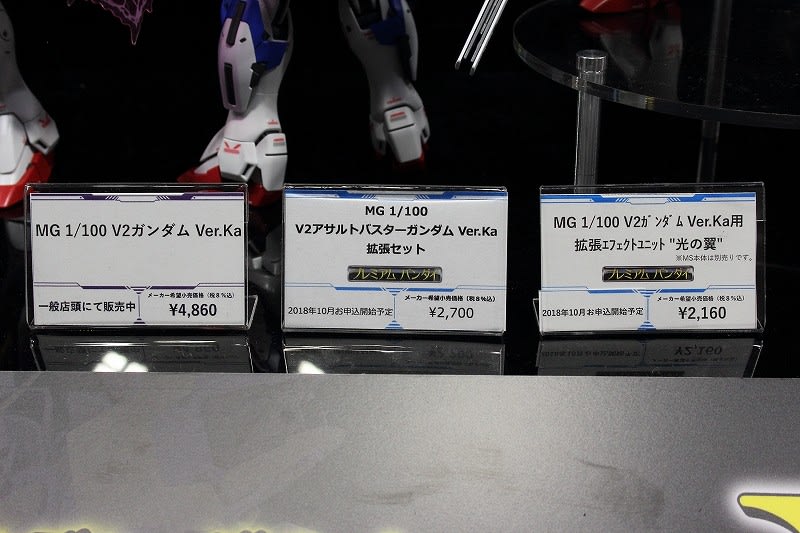 MG 1/100 V2ガンダム Ver.Ka
一般店頭にて販売中
メーカー希望小売価格(税8%込)
¥4,860
MG 1/100
V2アサルトバスターガンダム Ver.Ka
拡張セット
プレミアム バンダイ
2018年10月お申込開始予定
メーカー希望小売価格(税8%込)
¥2,700
MG 1/100 V2ガンダム Ver.Ka用
拡張エフェクトユニット "光の翼"
※MS本体は別売りです。
プレミアム バンダイ
2018年10月お申込開始予定
メーカー希望小売価格(税8%込)
¥2,160